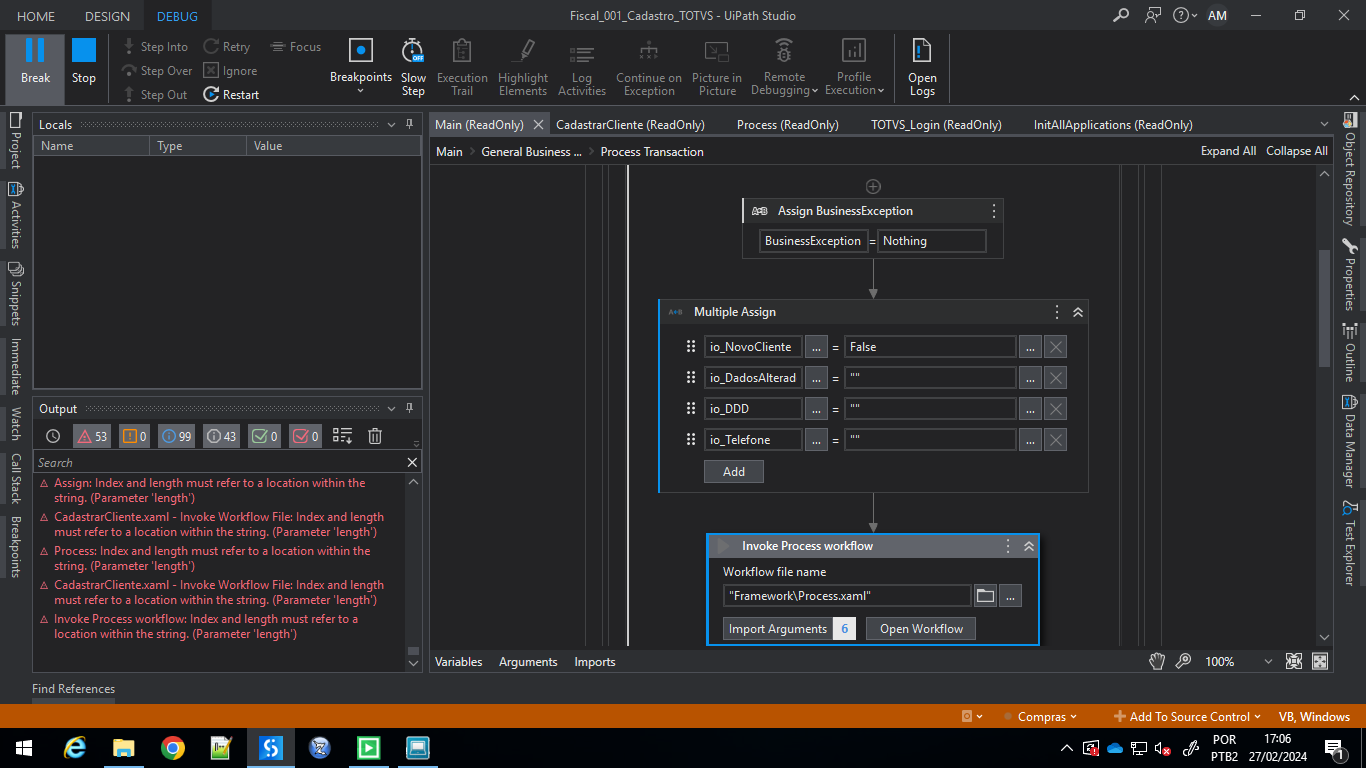 HOME DESIGN DEBUG Fiscal_001_Cadastro_TOTVS - UiPath Studio AM
Break
Stop
Step Into
Step Over
Step Out
Retry
Ignore
Restart
Focus
Breakpoints
Slow
Step
OFF
Execution
Trail
Highlight
Elements
Log
Activities
Continue on
Exception
Picture in
Picture
Remote
Debugging
Profile
Execution
Open
Logs
Project
Activities
Snippets
Immediate
Watch
Call Stack
Breakpoints
Locals
Name Type Value
Output
53 0 99 43 0 0
Search
Assign: Index and length must refer to a location within the
string. (Parameter 'length')
CadastrarCliente.xaml - Invoke Workflow File: Index and length
must refer to a location within the string. (Parameter 'length')
Process: Index and length must refer to a location within the
string. (Parameter 'length')
CadastrarCliente.xaml - Invoke Workflow File: Index and length
must refer to a location within the string. (Parameter 'length')
Invoke Process workflow: Index and length must refer to a
location within the string. (Parameter 'length')
Find References
Main (ReadOnly) CadastrarCliente (ReadOnly) Process (ReadOnly) TOTVS_Login (ReadOnly) InitAllApplications (ReadOnly)
Main > General Business ... > Process Transaction Expand All Collapse All
Assign BusinessException
BusinessException = Nothing
A+B Multiple Assign
io_NovoCliente ... = False ...
io_DadosAlterad ... = "" ...
io_DDD ... = "" ...
io_Telefone ... = "" ...
Add
Invoke Process workflow
Workflow file name
"Framework\Process.xaml" ...
Import Arguments 6 Open Workflow
Variables Arguments Imports 100%
Object Repository
Properties
Outline
Data Manager
Test Explorer
Compras Add To Source Control VB, Windows
POR
PTB2
17:06
27/02/2024
1